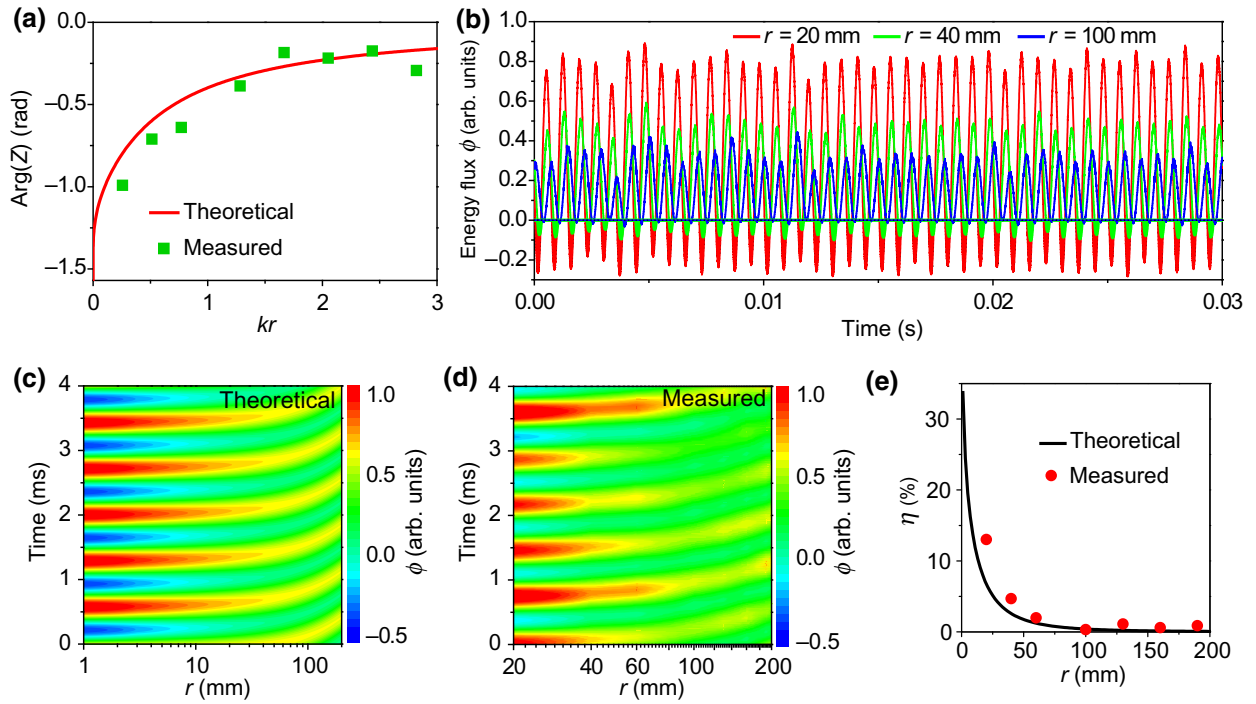 (a)
0.0
−0.5
−1.0
−1.5
Arg(Z) (rad)
Theoretical
Measured
0 1 2 3
kr
(b)
r = 20 mm r = 40 mm r = 100 mm
1.0
0.8
0.6
0.4
0.2
0.0
−0.2
Energy flux ϕ (arb. units)
0.00 0.01 0.02 0.03
Time (s)
(c)
Theoretical
4
3
2
1
0
Time (ms)
1 10 100
r (mm)
1.0
0.5
0.0
−0.5
ϕ (arb. units)
(d)
Measured
4
3
2
1
0
Time (ms)
20 40 60 100 200
r (mm)
1.0
0.5
0.0
−0.5
ϕ (arb. units)
(e)
30
15
0
η (%)
Theoretical
Measured
0 50 100 150 200
r (mm)